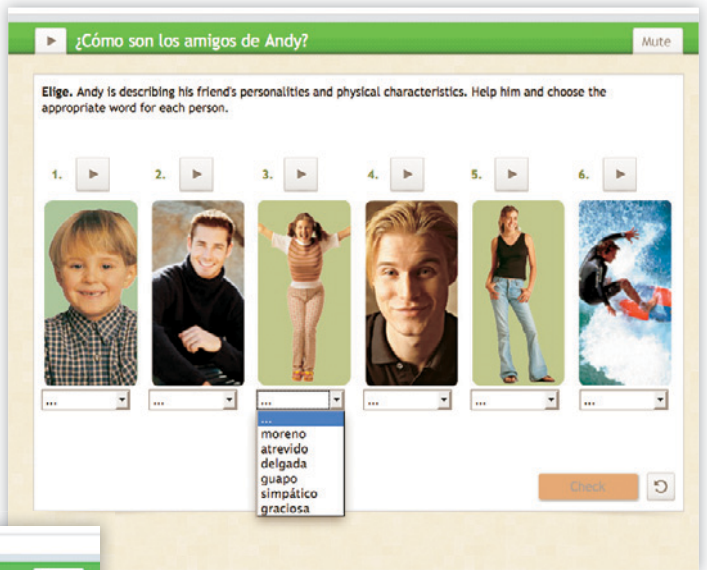 ¿Cómo son los amigos de Andy?
Mute
Elige. Andy is describing his friend's personalities and physical characteristics. Help him and choose the
appropriate word for each person.
1. 2. 3. 4. 5. 6.
... ... ... ... ... ...
...
moreno
atrevido
delgada
guapo
simpático
graciosa
Check